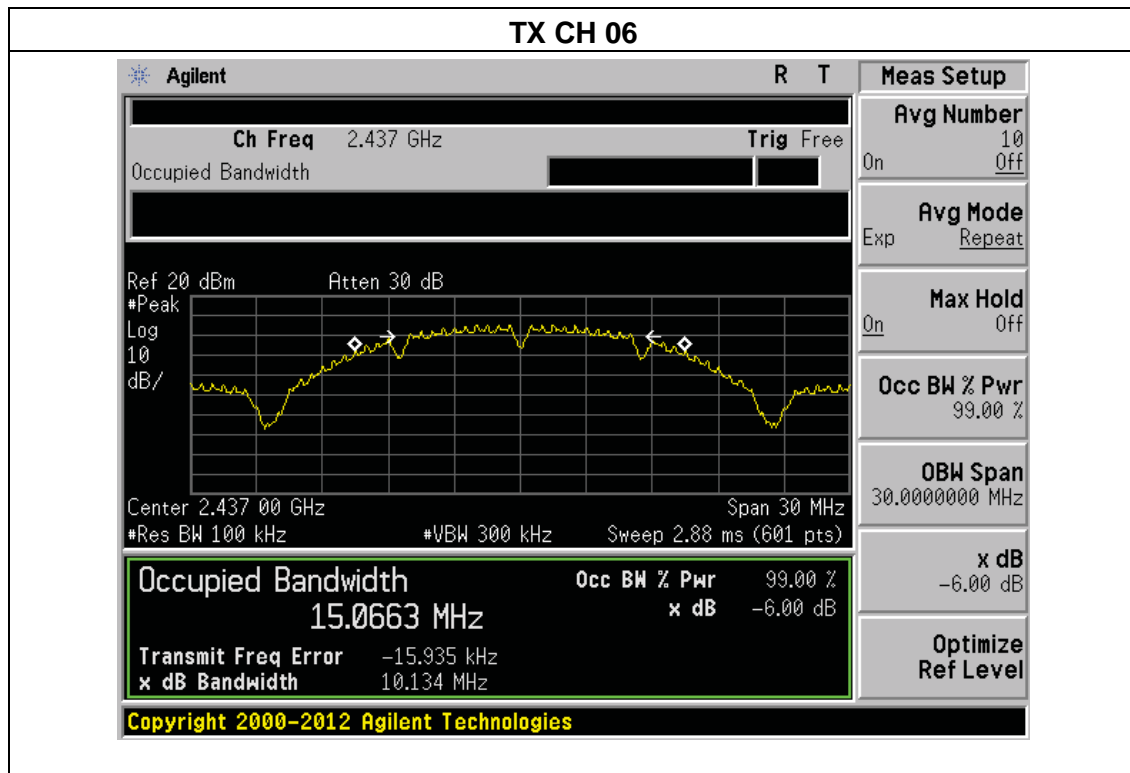 TX CH 06
Agilent R T
Ch Freq 2.437 GHz Trig Free
Occupied Bandwidth
Ref 20 dBm Atten 30 dB
#Peak
Log
10
dB/
Center 2.437 00 GHz Span 30 MHz
#Res BW 100 kHz #VBW 300 kHz Sweep 2.88 ms (601 pts)
Occupied Bandwidth Occ BW % Pwr 99.00 %
15.0663 MHz x dB -6.00 dB
Transmit Freq Error -15.935 kHz
x dB Bandwidth 10.134 MHz
Copyright 2000-2012 Agilent Technologies
Meas Setup
Avg Number
10
On Off
Avg Mode
Exp Repeat
Max Hold
On Off
Occ BW % Pwr
99.00 %
OBW Span
30.0000000 MHz
x dB
-6.00 dB
Optimize
Ref Level